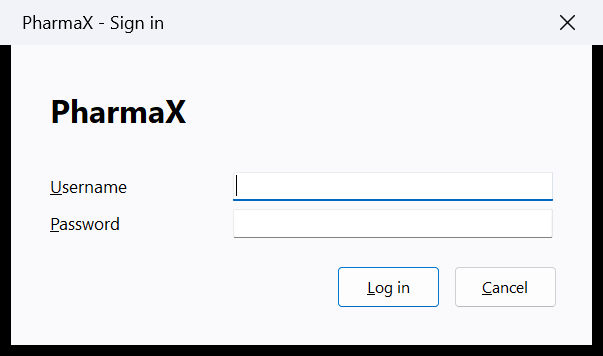 PharmaX - Sign in
PharmaX
Username
Password
Log in
Cancel